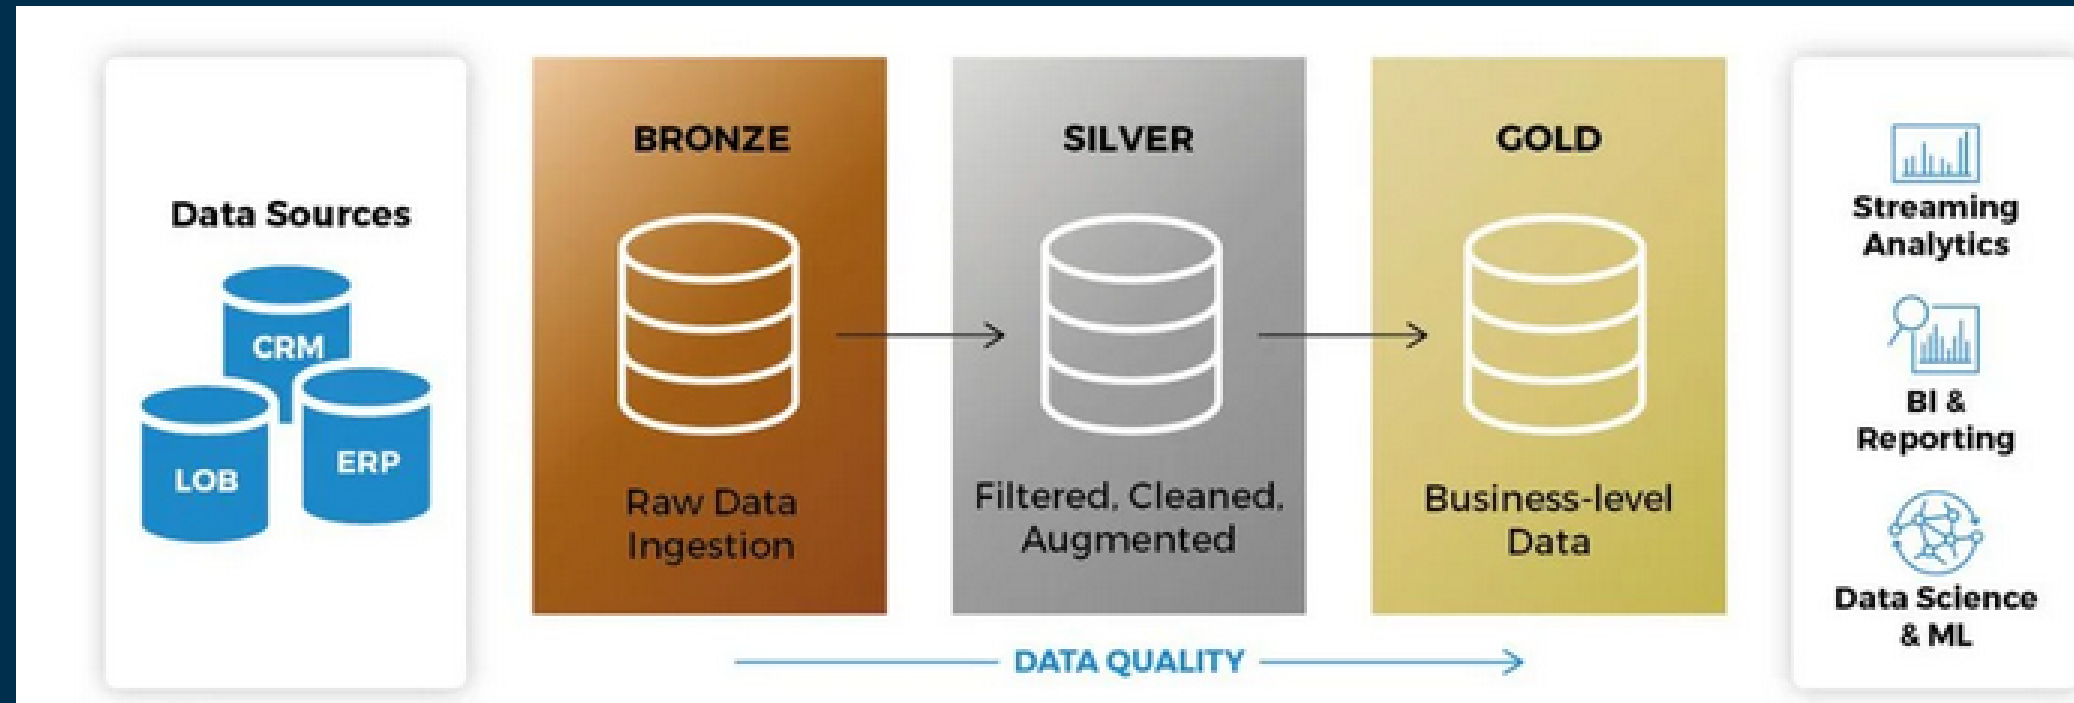 Data Sources
CRM
LOB
ERP
BRONZE
Raw Data
Ingestion
SILVER
Filtered, Cleaned,
Augmented
GOLD
Business-level
Data
DATA QUALITY
Streaming
Analytics
BI &
Reporting
Data Science
& ML